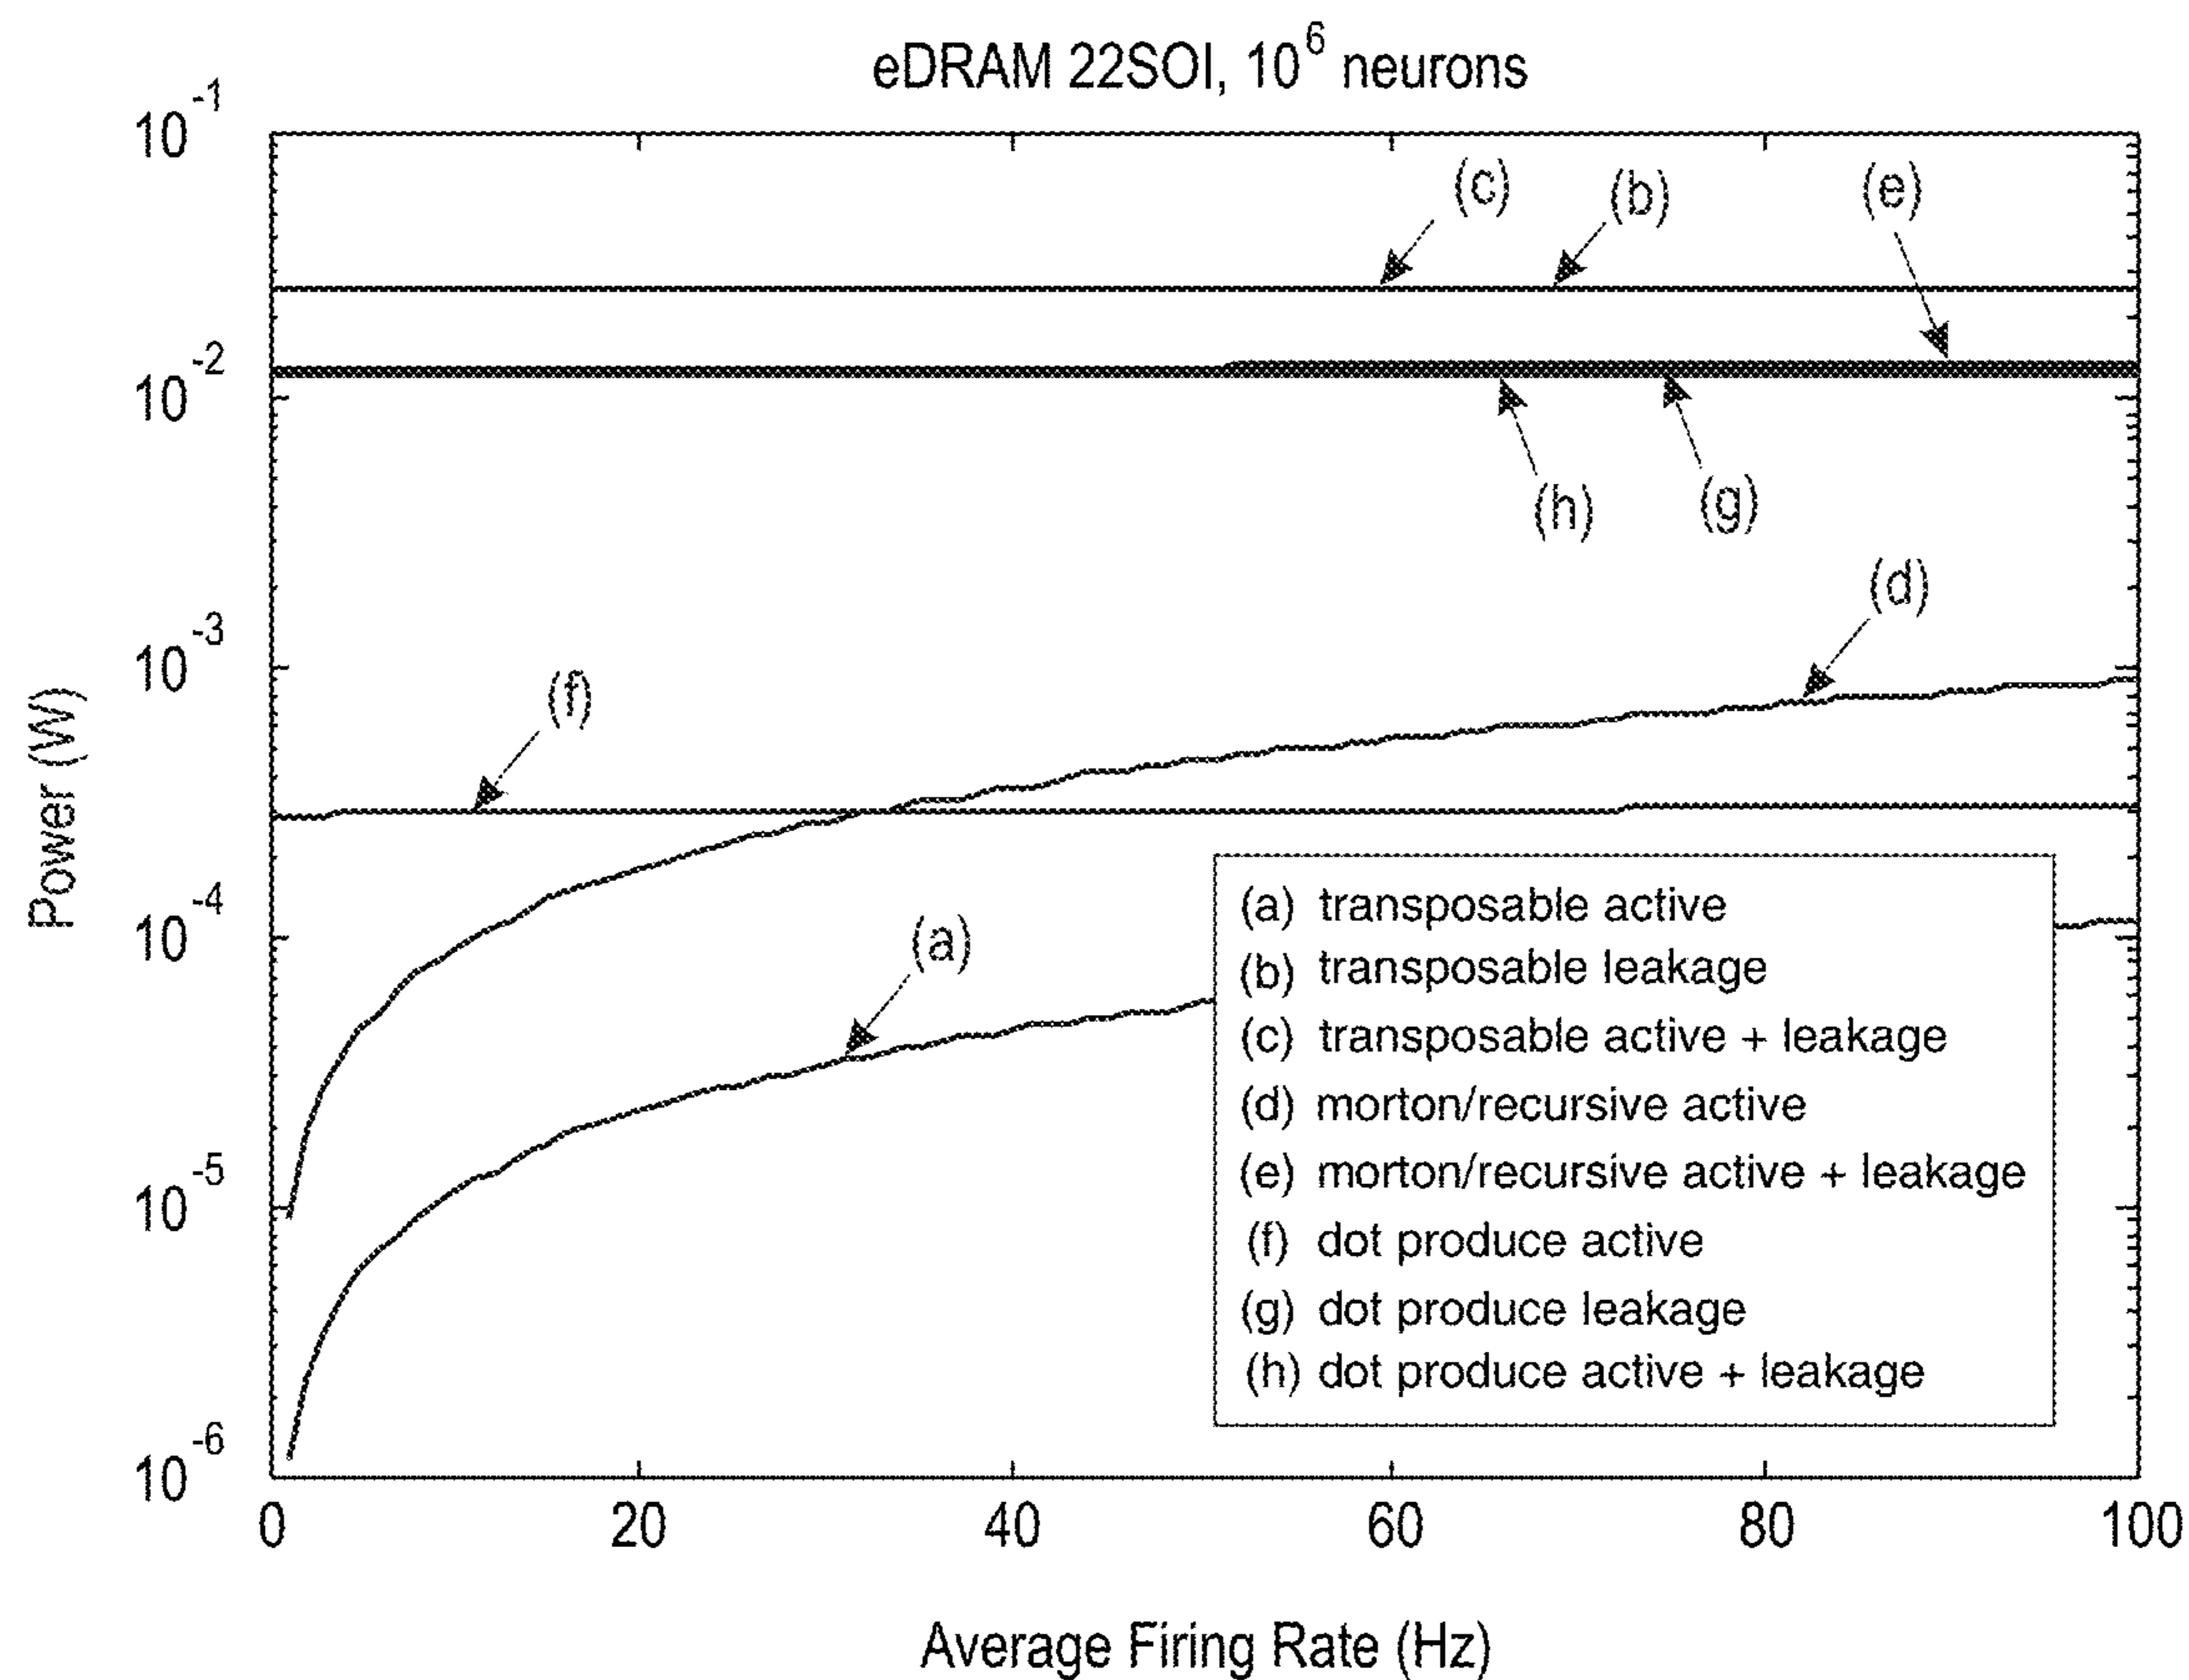 eDRAM 22SOI, 10^6 neurons
10^-1
(c)
(b)
(e)
10^-2
(h)
(g)
(d)
10^-3
(f)
Power (W)
10^-4
(a)
(a) transposable active
(b) transposable leakage
(c) transposable active + leakage
(d) morton/recursive active
(e) morton/recursive active + leakage
(f) dot produce active
(g) dot produce leakage
(h) dot produce active + leakage
10^-5
10^-6
0 20 40 60 80 100
Average Firing Rate (Hz)